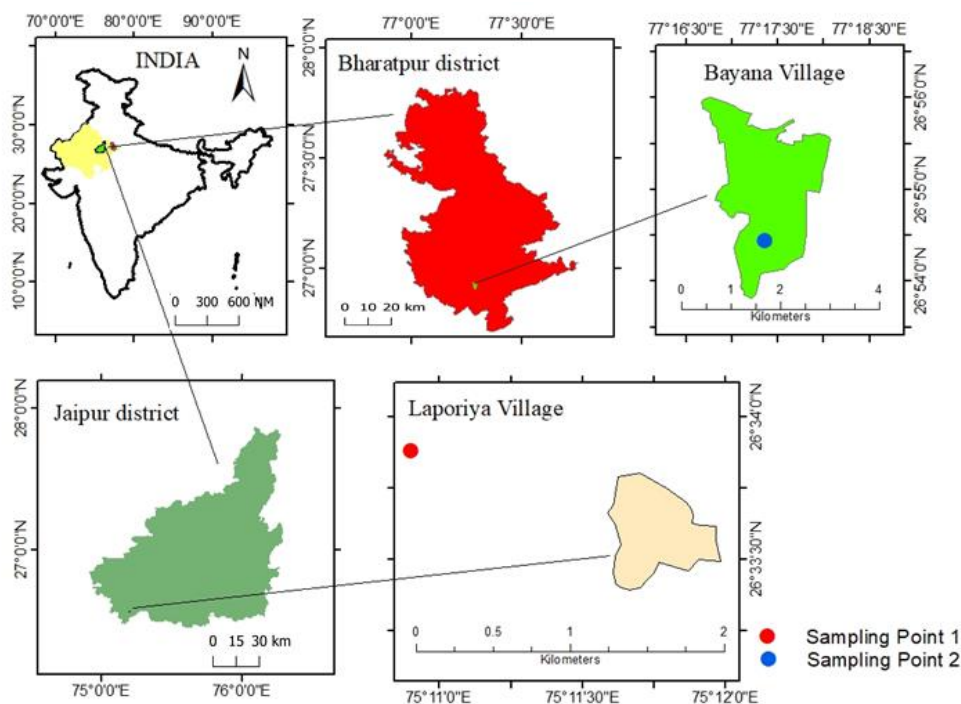 70°0'0"E 80°0'0"E 90°0'0"E
INDIA
N
30°0'0"N
20°0'0"N
10°0'0"N
0 300 600 NM
77°0'0"E 77°30'0"E
Bharatpur district
28°0'0"N
27°30'0"N
27°0'0"N
0 10 20 km
77°16'30"E 77°17'30"E 77°18'30"E
Bayana Village
26°56'0"N
26°55'0"N
26°54'0"N
0 1 2 4
Kilometers
Jaipur district
28°0'0"N
27°0'0"N
0 15 30 km
75°0'0"E 76°0'0"E
Laporiya Village
26°34'0"N
26°33'30"N
0 0.5 1 2
Kilometers
75°11'0"E 75°11'30"E 75°12'0"E
Sampling Point 1
Sampling Point 2